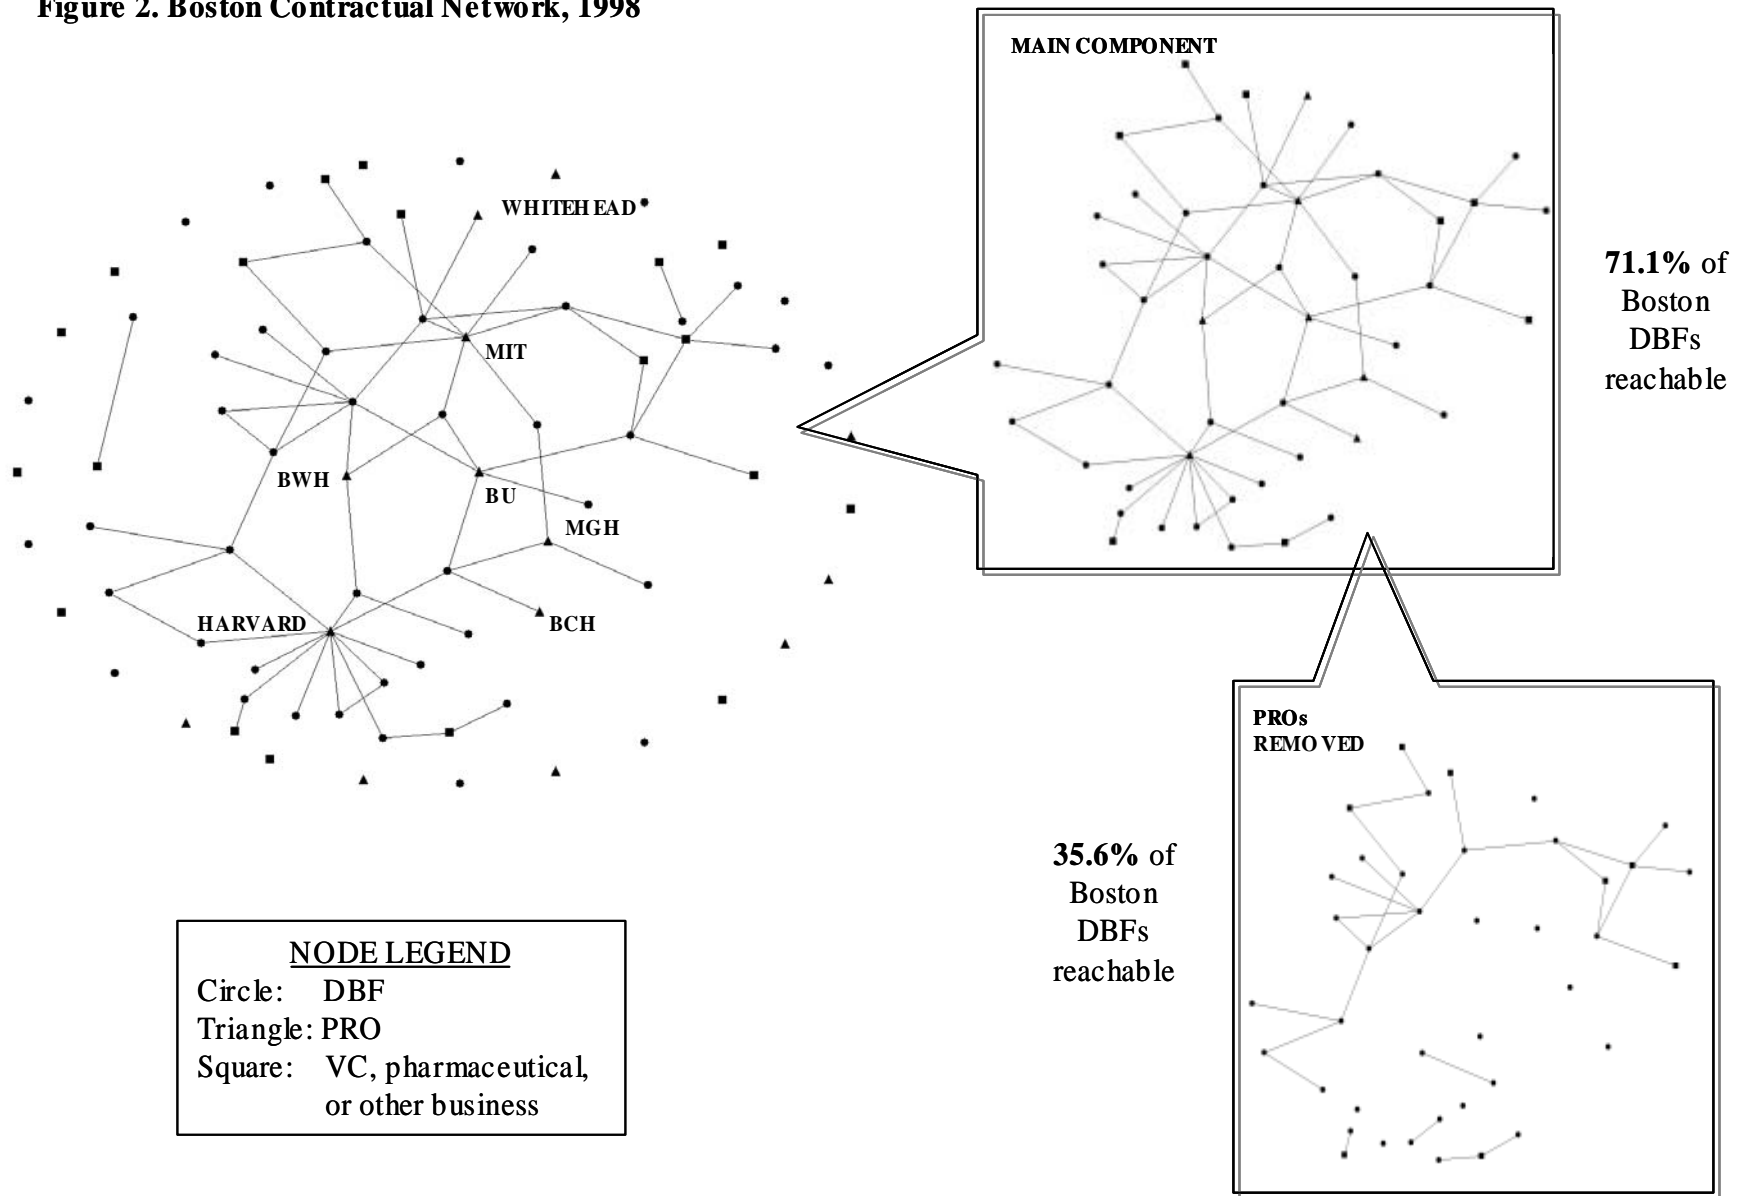 Figure 2. Boston Contractual Network, 1998
MAIN COMPONENT
WHITEHEAD
MIT
BWH
BU
MGH
HARVARD
BCH
71.1% of
Boston
DBFs
reachable
PROs
REMOVED
35.6% of
Boston
DBFs
reachable
NODE LEGEND
Circle: DBF
Triangle: PRO
Square: VC, pharmaceutical,
or other business